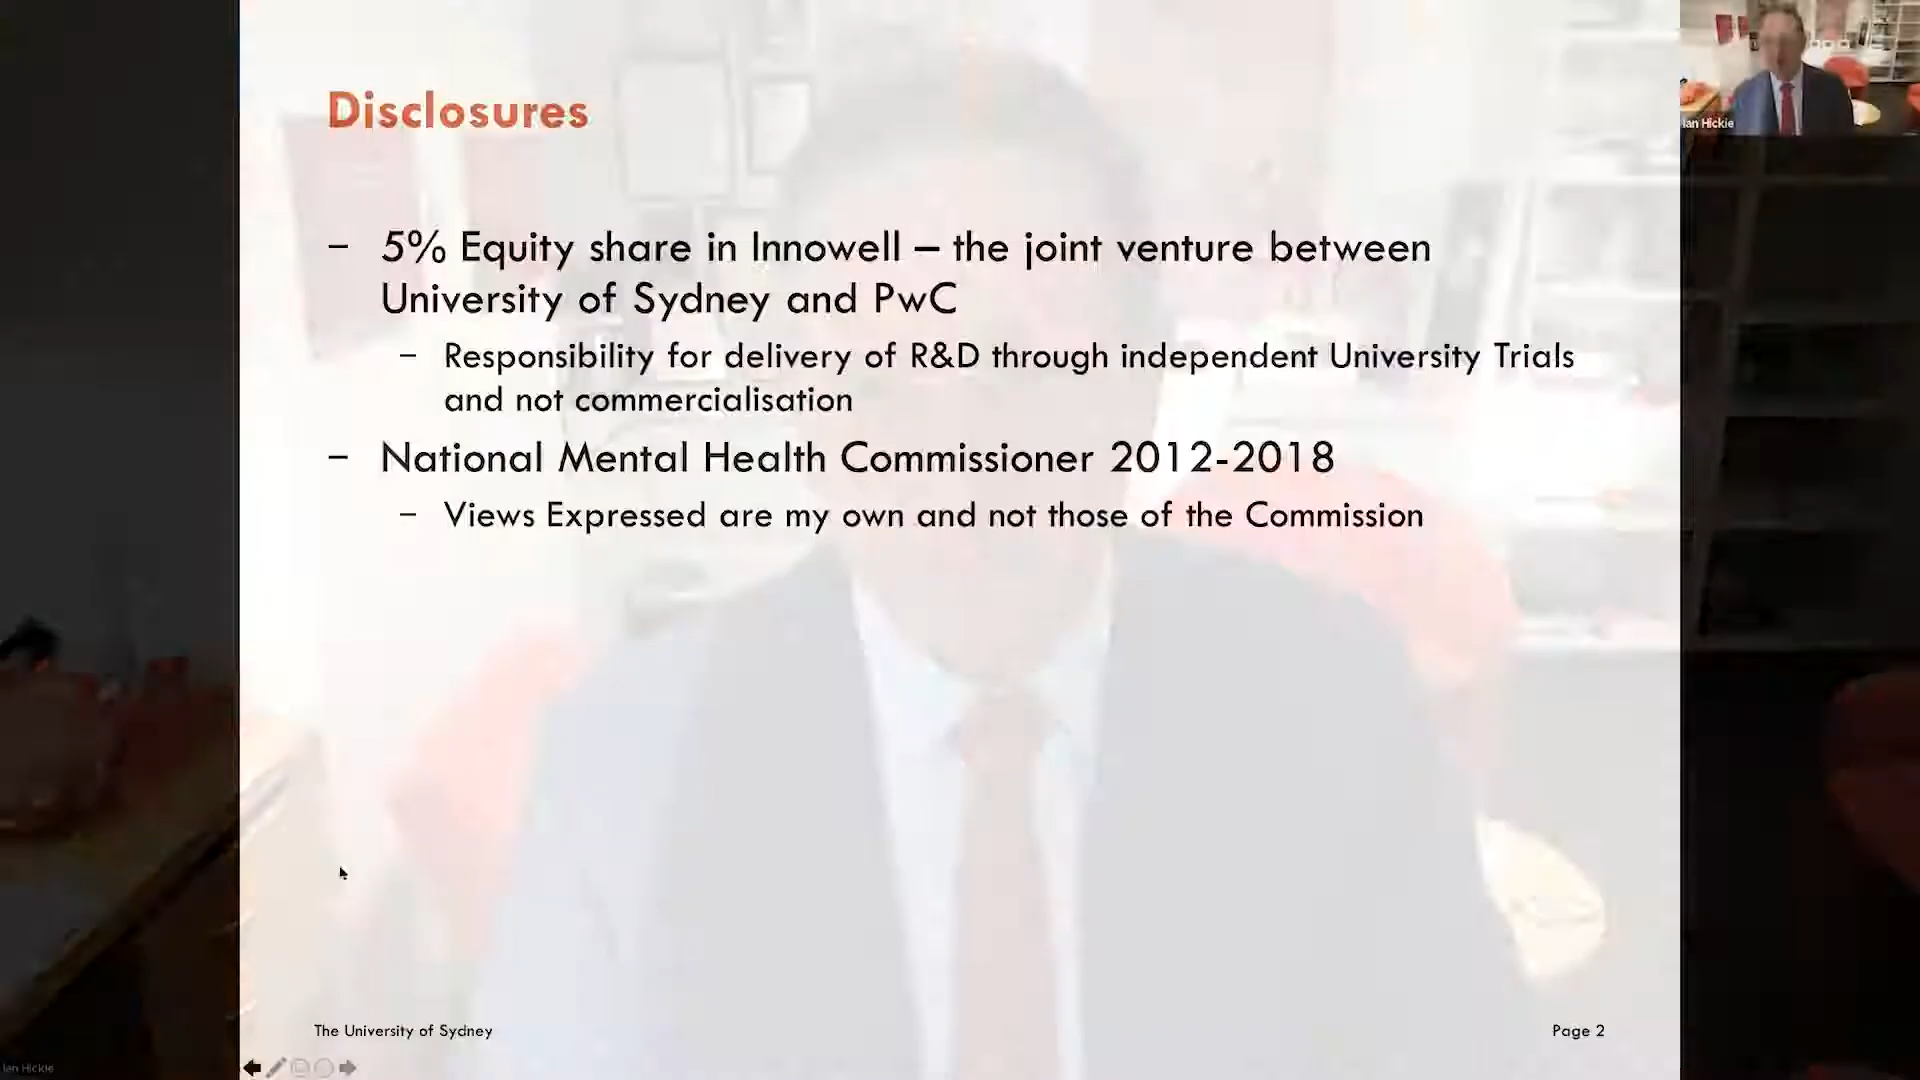 Disclosures
– 5% Equity share in Innowell – the joint venture between
University of Sydney and PwC
– Responsibility for delivery of R&D through independent University Trials
and not commercialisation
– National Mental Health Commissioner 2012-2018
– Views Expressed are my own and not those of the Commission
The University of Sydney
Page 2
Ian Hickie
Ian Hickie